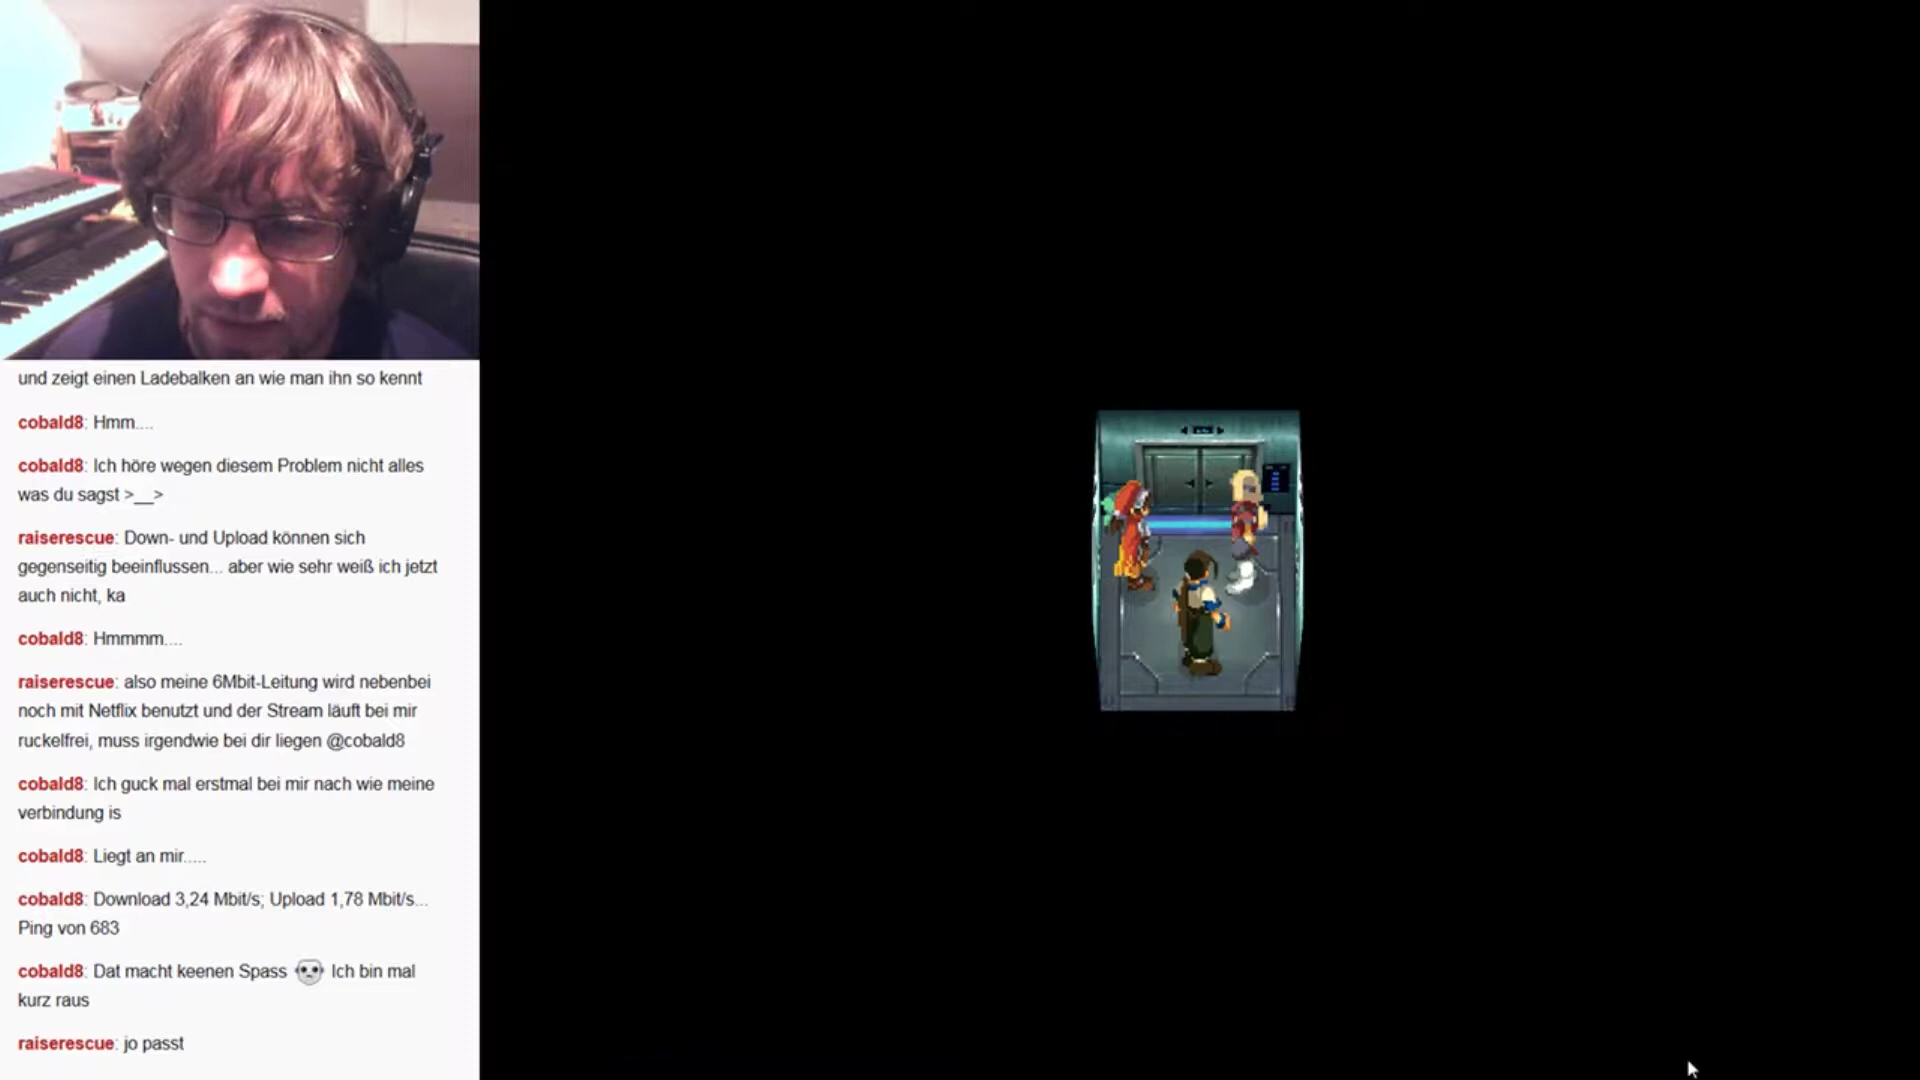 und zeigt einen Ladebalken an wie man ihn so kennt
cobald8: Hmm....
cobald8: Ich höre wegen diesem Problem nicht alles
was du sagst >__>
raiserescue: Down- und Upload können sich
gegenseitig beeinflussen... aber wie sehr weiß ich jetzt
auch nicht, ka
cobald8: Hmmmm....
raiserescue: also meine 6Mbit-Leitung wird nebenbei
noch mit Netflix benutzt und der Stream läuft bei mir
ruckelfrei, muss irgendwie bei dir liegen @cobald8
cobald8: Ich guck mal erstmal bei mir nach wie meine
verbindung is
cobald8: Liegt an mir.....
cobald8: Download 3,24 Mbit/s; Upload 1,78 Mbit/s...
Ping von 683
cobald8: Dat macht keenen Spass Ich bin mal
kurz raus
raiserescue: jo passt